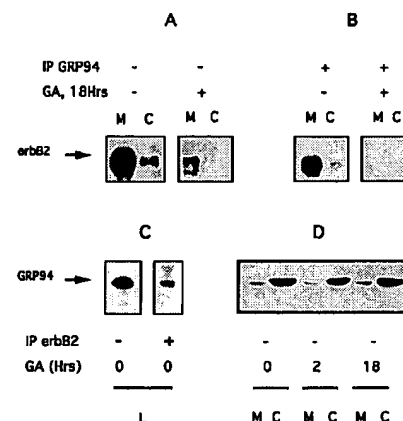 A B
IP GRP94 - - + +
GA, 18Hrs - + - +
M C M C M C M C
erbB2
C D
GRP94
IP erbB2 - + - - -
GA (Hrs) 0 0 0 2 18
L M C M C M C